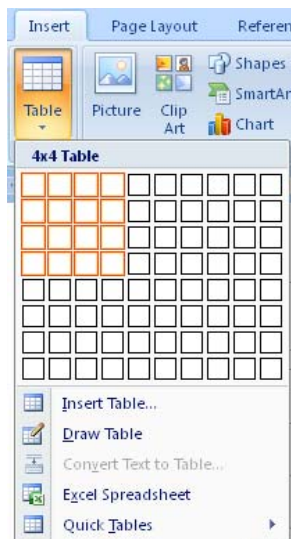 Insert Page Layout Referen
Table
Picture
Clip
Art
Shapes
SmartAr
Chart
4x4 Table
Insert Table...
Draw Table
Convert Text to Table...
Excel Spreadsheet
Quick Tables